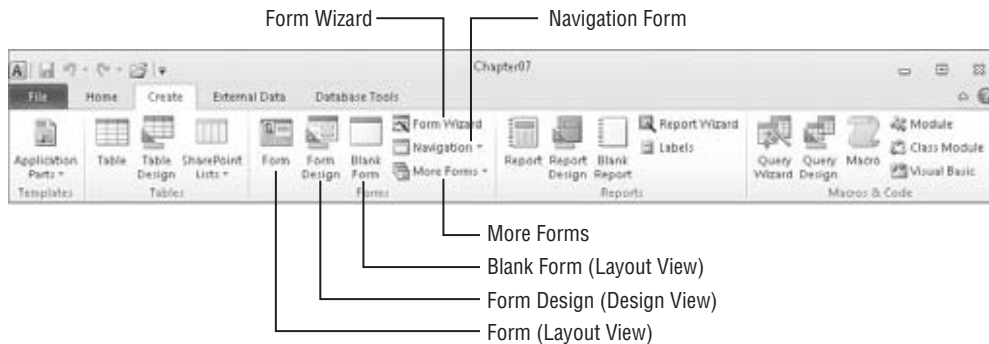 Form Wizard
Navigation Form
Chapter07
File Home Create External Data Database Tools
Application Parts
Table
Table Design
SharePoint Lists
Form
Form Design
Blank Form
Form Wizard
Navigation
More Forms
Report
Report Design
Blank Report
Report Wizard
Labels
Query Wizard
Query Design
Macro
Module
Class Module
Visual Basic
Templates
Tables
Forms
Reports
Macros & Code
More Forms
Blank Form (Layout View)
Form Design (Design View)
Form (Layout View)